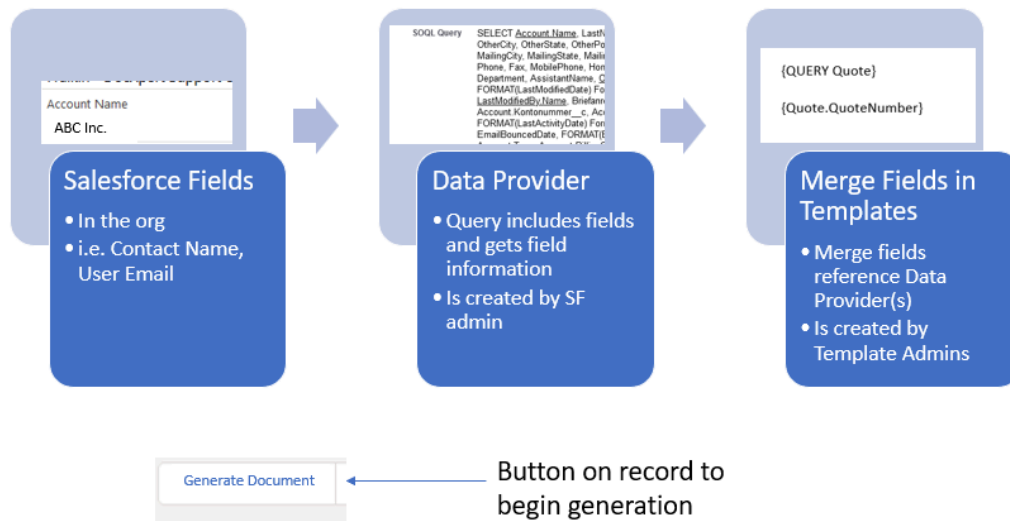 Account Name
ABC Inc.
Salesforce Fields
• In the org
• i.e. Contact Name,
User Email
SOQL Query
SELECT Account.Name,
OtherCity, OtherState,
MailingCity, MailingState,
Phone, Fax, MobilePhone,
Department, AssistantName,
FORMAT(LastModifiedDate)
LastModifiedBy.Name,
Account.Kontonummer__c,
FORMAT(LastActivityDate)
EmailBouncedDate,
Data Provider
• Query includes fields
and gets field
information
• Is created by SF
admin
{QUERY Quote}
{Quote.QuoteNumber}
Merge Fields in
Templates
• Merge fields
reference Data
Provider(s)
• Is created by
Template Admins
Generate Document
Button on record to
begin generation